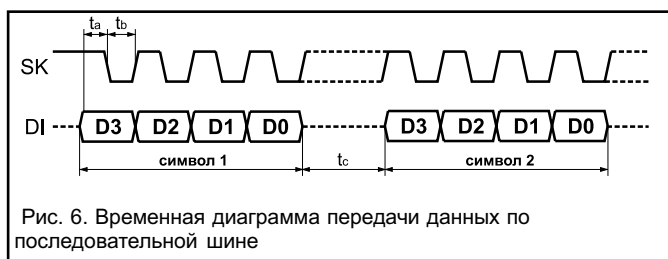 ta tb
SK
DI D3 D2 D1 D0 D3 D2 D1 D0
символ 1 tc символ 2
Рис. 6. Временная диаграмма передачи данных по
последовательной шине